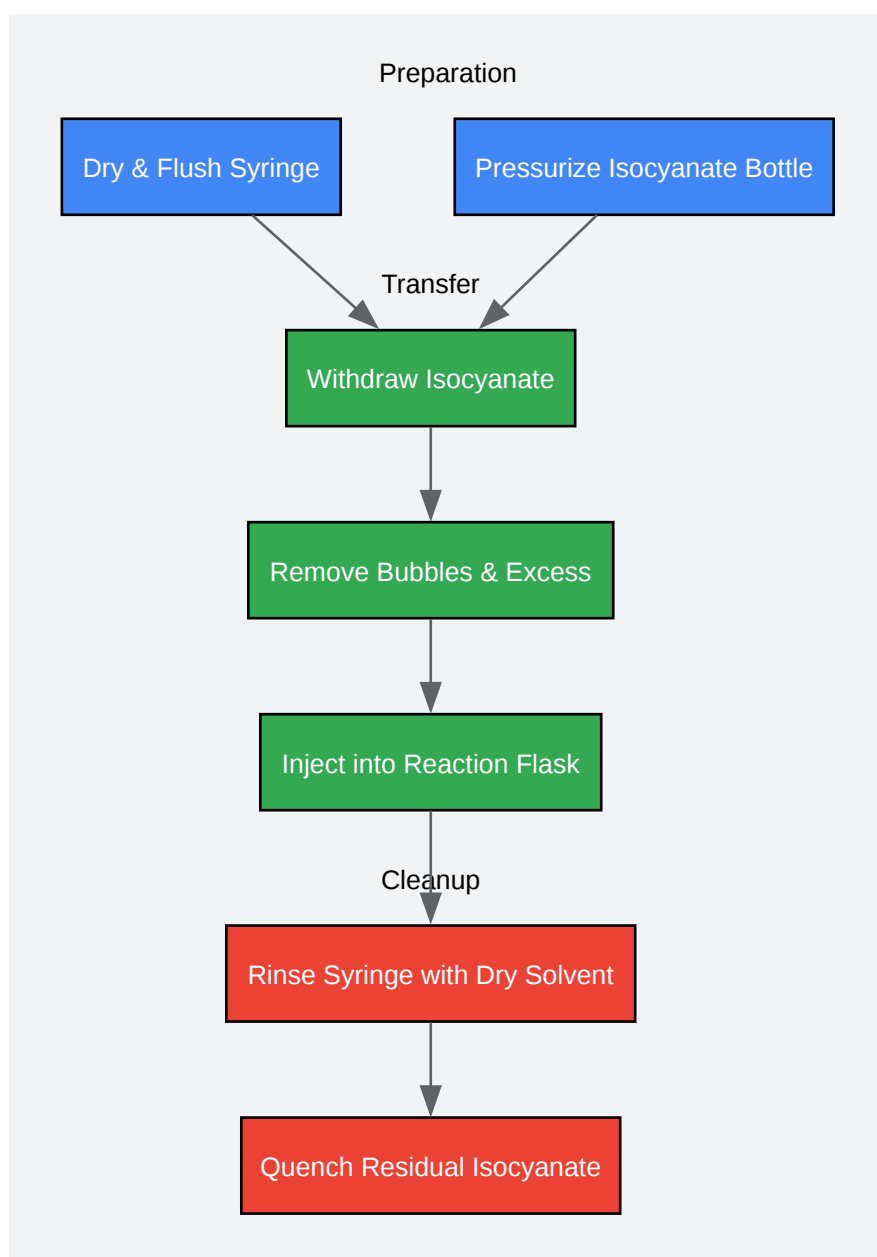 Preparation
Dry & Flush Syringe
Pressurize Isocyanate Bottle
Transfer
Withdraw Isocyanate
Remove Bubbles & Excess
Inject into Reaction Flask
Cleanup
Rinse Syringe with Dry Solvent
Quench Residual Isocyanate